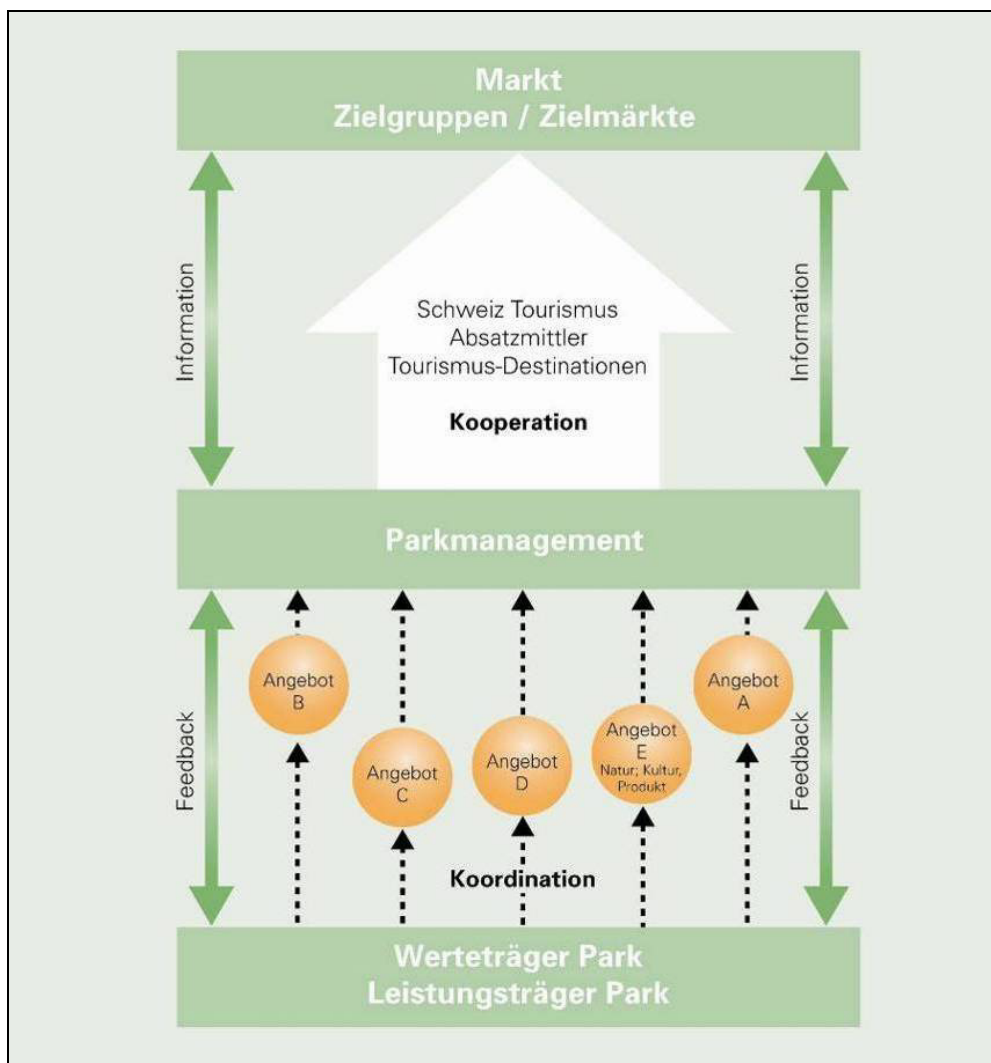 Markt
Zielgruppen / Zielmärkte
Information
Schweiz Tourismus
Absatzmittler
Tourismus-Destinationen
Kooperation
Information
Parkmanagement
Feedback
Angebot
B
Angebot
C
Angebot
D
Angebot
E
Natur; Kultur,
Produkt
Angebot
A
Feedback
Koordination
Werteträger Park
Leistungsträger Park